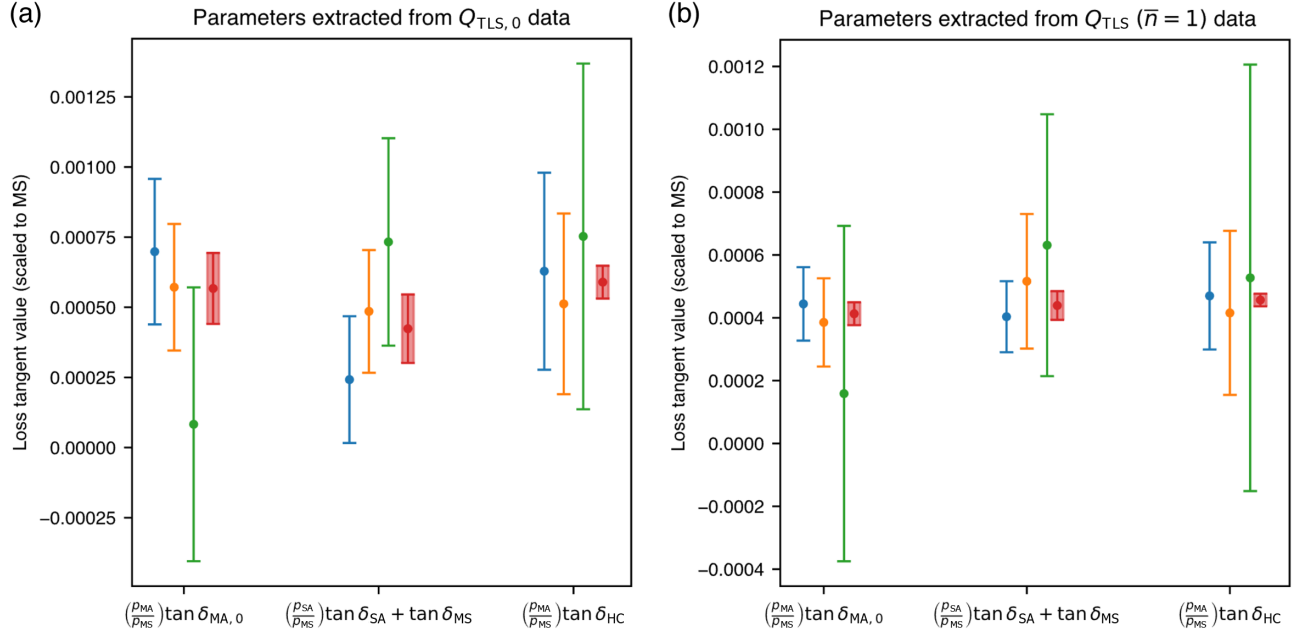 (a)
Parameters extracted from Q_TLS, 0 data
Loss tangent value (scaled to MS)
0.00125
0.00100
0.00075
0.00050
0.00025
0.00000
−0.00025
(p_MA/p_MS) tan δ_MA, 0
(p_SA/p_MS) tan δ_SA + tan δ_MS
(p_MA/p_MS) tan δ_HC
(b)
Parameters extracted from Q_TLS (n̅ = 1) data
Loss tangent value (scaled to MS)
0.0012
0.0010
0.0008
0.0006
0.0004
0.0002
0.0000
−0.0002
−0.0004
(p_MA/p_MS) tan δ_MA, 0
(p_SA/p_MS) tan δ_SA + tan δ_MS
(p_MA/p_MS) tan δ_HC